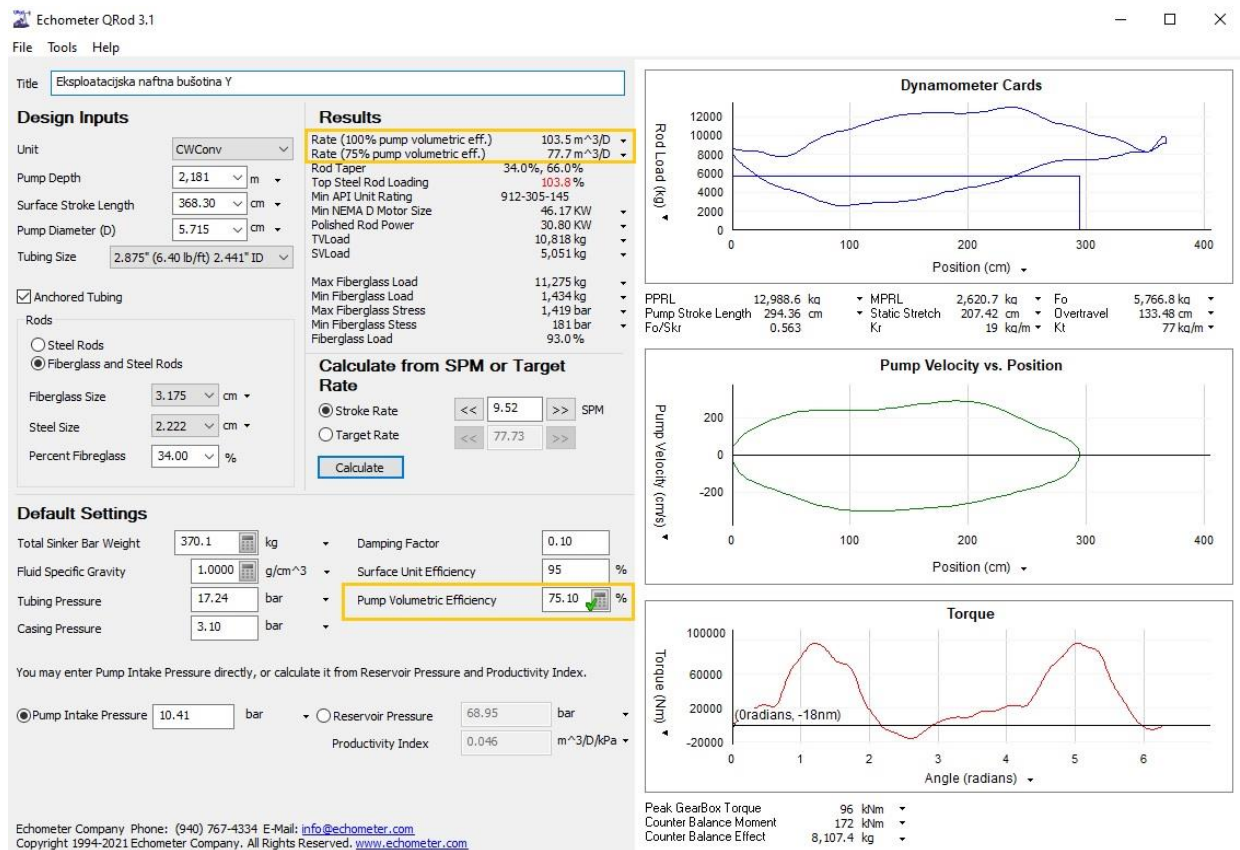 Echometer QRod 3.1
File Tools Help
Title Eksploatacijska naftna bušotina Y
Design Inputs
Unit CWConv
Pump Depth 2,181 m
Surface Stroke Length 368.30 cm
Pump Diameter (D) 5.715 cm
Tubing Size 2.875" (6.40 lb/ft) 2.441" ID
Anchored Tubing
Rods
Steel Rods
Fiberglass and Steel Rods
Fiberglass Size 3.175 cm
Steel Size 2.222 cm
Percent Fibreglass 34.00 %
Results
Rate (100% pump volumetric eff.) 103.5 m^3/D
Rate (75% pump volumetric eff.) 77.7 m^3/D
Rod Taper 34.0%, 66.0%
Top Steel Rod Loading 103.8 %
Min API Unit Rating 912-305-145
Min NEMA D Motor Size 46.17 KW
Polished Rod Power 30.80 KW
TVLoad 10,818 kg
SVLoad 5,051 kg
Max Fiberglass Load 11,275 kg
Min Fiberglass Load 1,434 kg
Max Fiberglass Stress 1,419 bar
Min Fiberglass Stess 181 bar
Fiberglass Load 93.0 %
Calculate from SPM or Target
Rate
Stroke Rate << 9.52 >> SPM
Target Rate << 77.73 >>
Calculate
Default Settings
Total Sinker Bar Weight 370.1 kg
Fluid Specific Gravity 1.0000 g/cm^3
Tubing Pressure 17.24 bar
Casing Pressure 3.10 bar
Damping Factor 0.10
Surface Unit Efficiency 95 %
Pump Volumetric Efficiency 75.10 %
You may enter Pump Intake Pressure directly, or calculate it from Reservoir Pressure and Productivity Index.
Pump Intake Pressure 10.41 bar
Reservoir Pressure 68.95 bar
Productivity Index 0.046 m^3/D/kPa
Echometer Company Phone: (940) 767-4334 E-Mail: info@echometer.com
Copyright 1994-2021 Echometer Company. All Rights Reserved. www.echometer.com
Dynamometer Cards
Rod Load (kg)
12000
10000
8000
6000
4000
2000
0
0 100 200 300 400
Position (cm)
PPRL 12,988.6 kg MPRL 2,620.7 kg Fo 5,766.8 kg
Pump Stroke Length 294.36 cm Static Stretch 207.42 cm Overtravel 133.48 cm
Fo/Skr 0.563 Kr 19 kg/m Kt 77 kg/m
Pump Velocity vs. Position
Pump Velocity (cm/s)
200
0
-200
0 100 200 300 400
Position (cm)
Torque
Torque (Nm)
100000
60000
20000
-20000
(0radians, -18nm)
0 1 2 3 4 5 6
Angle (radians)
Peak GearBox Torque 96 kNm
Counter Balance Moment 172 kNm
Counter Balance Effect 8,107.4 kg